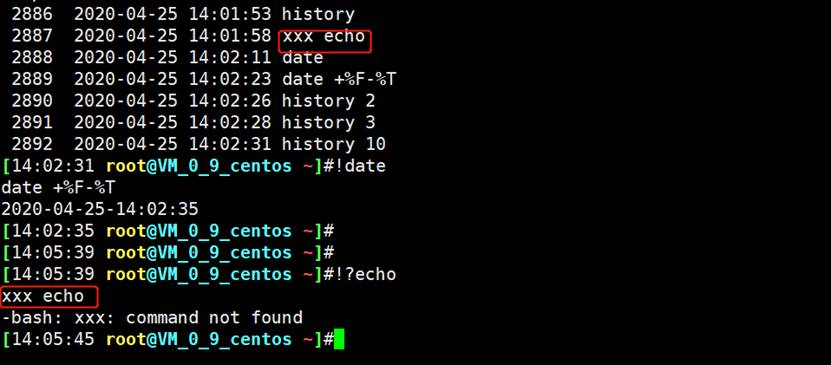 2886  2020-04-25 14:01:53 history
2887  2020-04-25 14:01:58 xxx echo
2888  2020-04-25 14:02:11 date
2889  2020-04-25 14:02:23 date +%F-%T
2890  2020-04-25 14:02:26 history 2
2891  2020-04-25 14:02:28 history 3
2892  2020-04-25 14:02:31 history 10
[14:02:31 root@VM_0_9_centos ~]#!date
date +%F-%T
2020-04-25-14:02:35
[14:02:35 root@VM_0_9_centos ~]#
[14:05:39 root@VM_0_9_centos ~]#
[14:05:39 root@VM_0_9_centos ~]#!?echo
xxx echo
-bash: xxx: command not found
[14:05:45 root@VM_0_9_centos ~]#